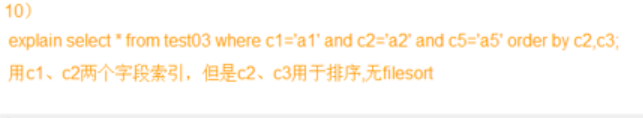 10）
explain select * from test03 where c1='a1' and c2='a2' and c5='a5' order by c2,c3;
用c1、c2两个字段索引，但是c2、c3用于排序,无filesort